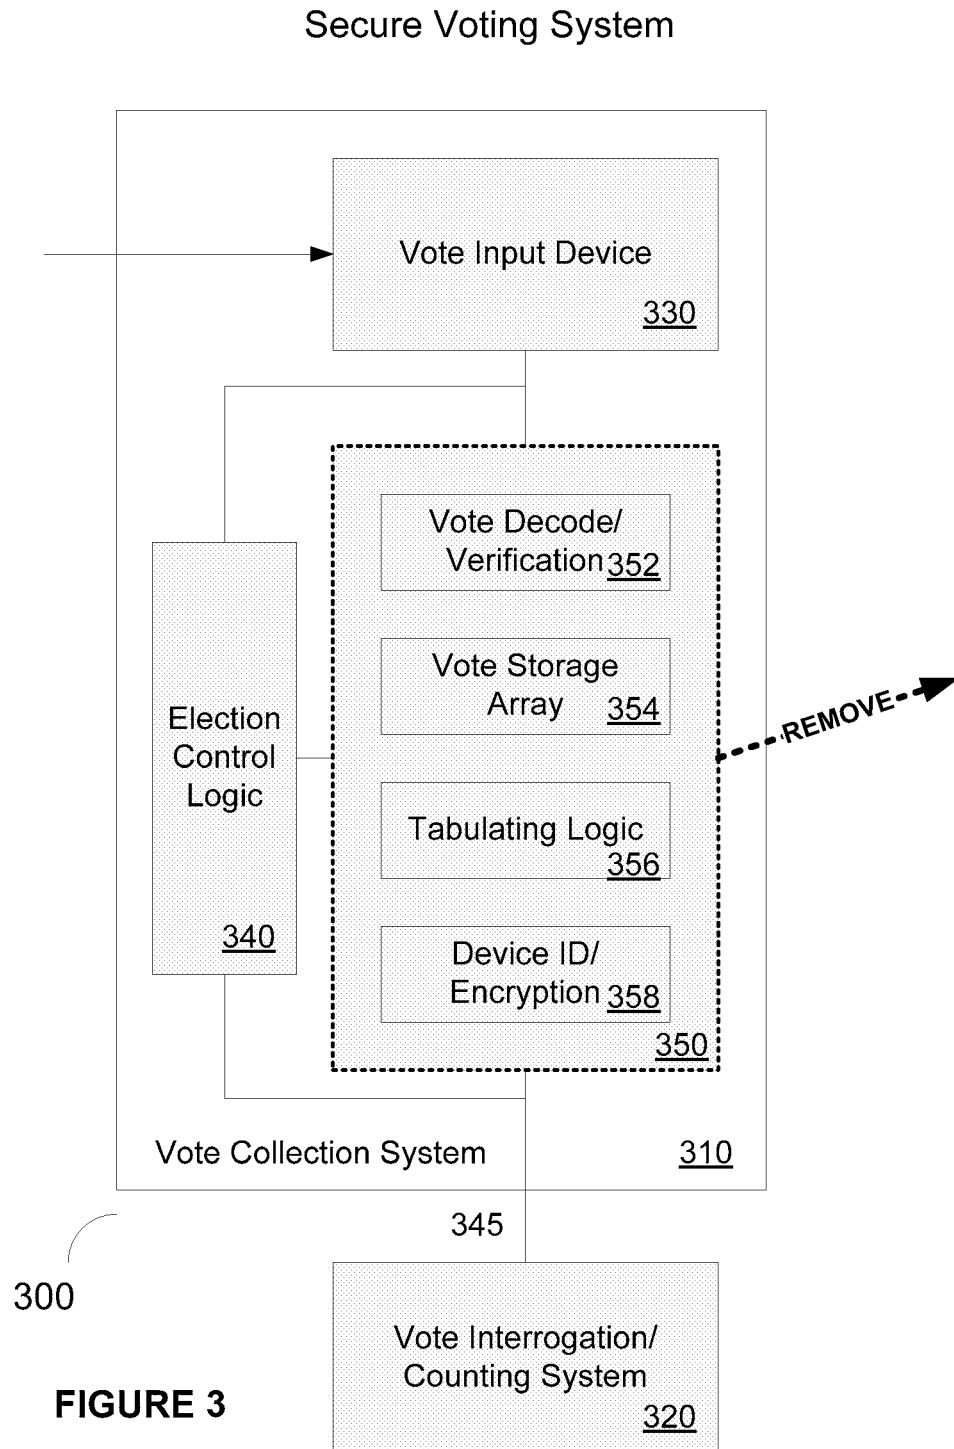 Secure Voting System
Vote Input Device
330
Vote Decode/
Verification 352
Vote Storage
Array 354
Election
Control
Logic
340
REMOVE
Tabulating Logic
356
Device ID/
Encryption 358
350
Vote Collection System 310
345
300
Vote Interrogation/
Counting System
320
FIGURE 3